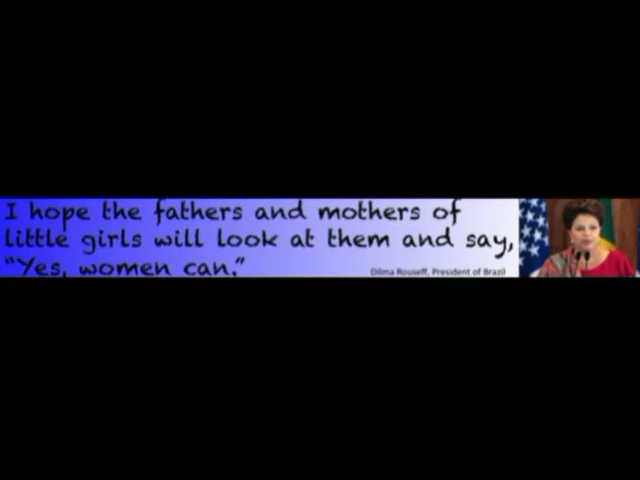 I hope the fathers and mothers of
little girls will look at them and say,
"Yes, women can."
Dilma Rouseff, President of Brazil